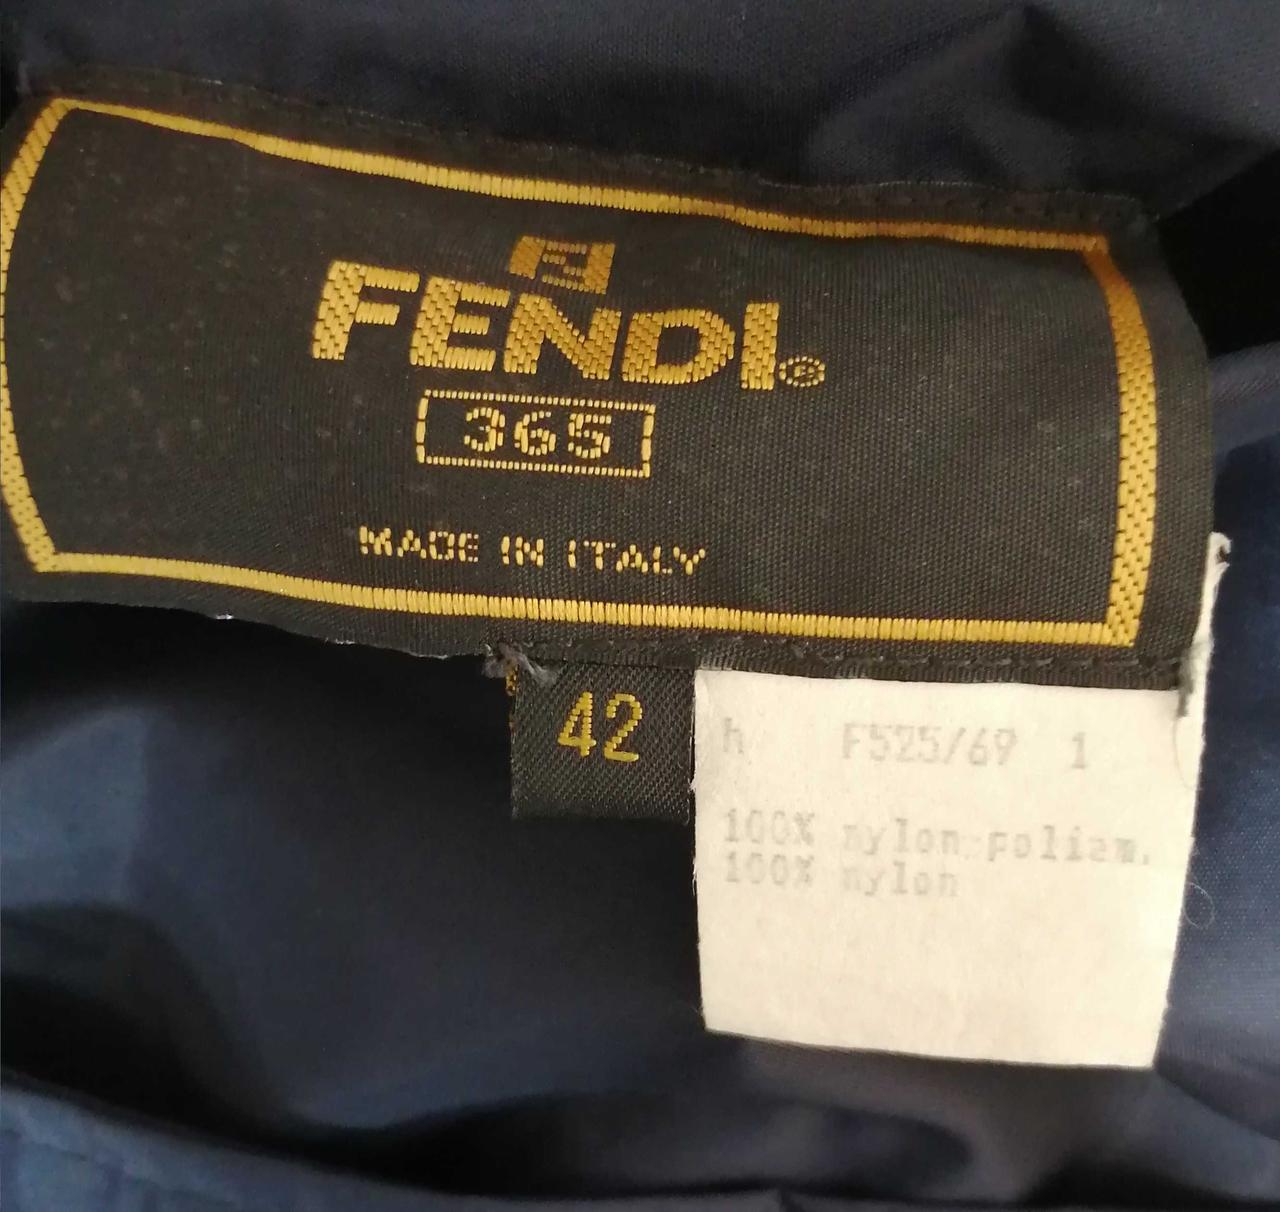 FENDI®
365
MADE IN ITALY
42
h F525/69 1
100% nylon poliam.
100% nylon